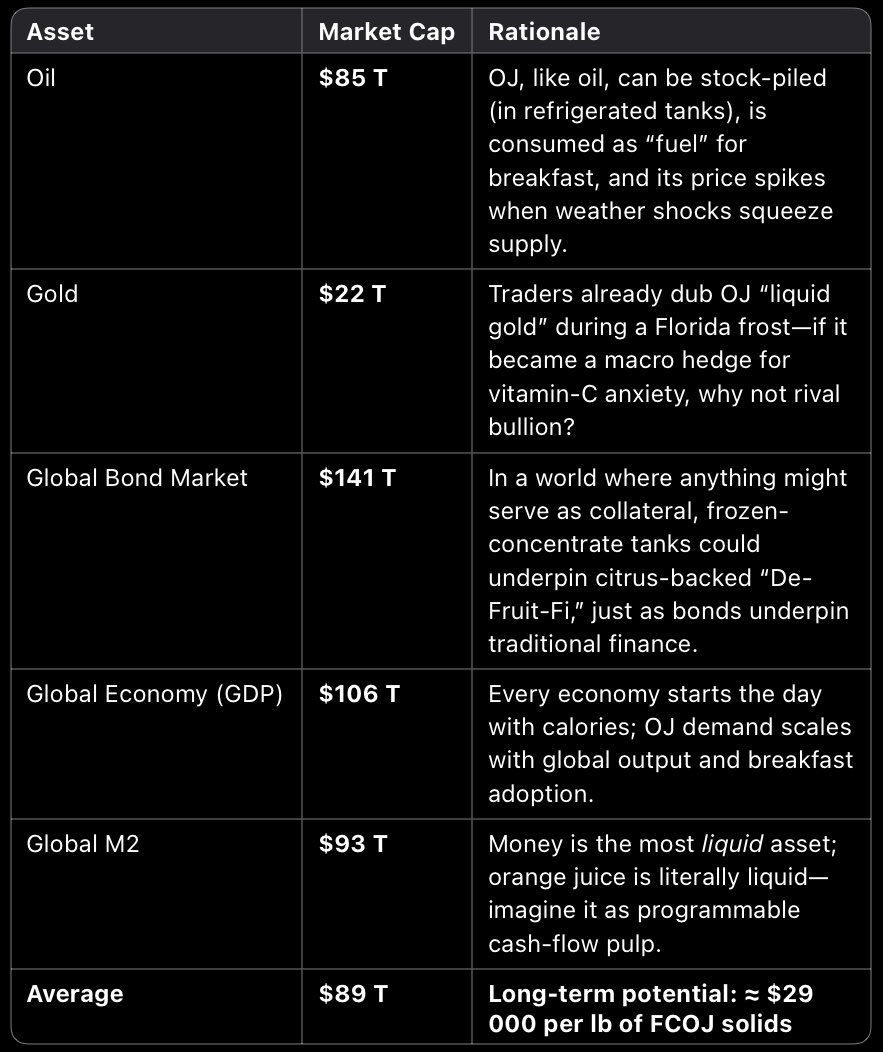 Asset Market Cap Rationale
Oil $85 T OJ, like oil, can be stock-piled
(in refrigerated tanks), is
consumed as “fuel” for
breakfast, and its price spikes
when weather shocks squeeze
supply.
Gold $22 T Traders already dub OJ “liquid
gold” during a Florida frost—if it
became a macro hedge for
vitamin-C anxiety, why not rival
bullion?
Global Bond Market $141 T In a world where anything might
serve as collateral, frozen-
concentrate tanks could
underpin citrus-backed “De-
Fruit-Fi,” just as bonds underpin
traditional finance.
Global Economy (GDP) $106 T Every economy starts the day
with calories; OJ demand scales
with global output and breakfast
adoption.
Global M2 $93 T Money is the most liquid asset;
orange juice is literally liquid—
imagine it as programmable
cash-flow pulp.
Average $89 T Long-term potential: ≈ $29
000 per lb of FCOJ solids